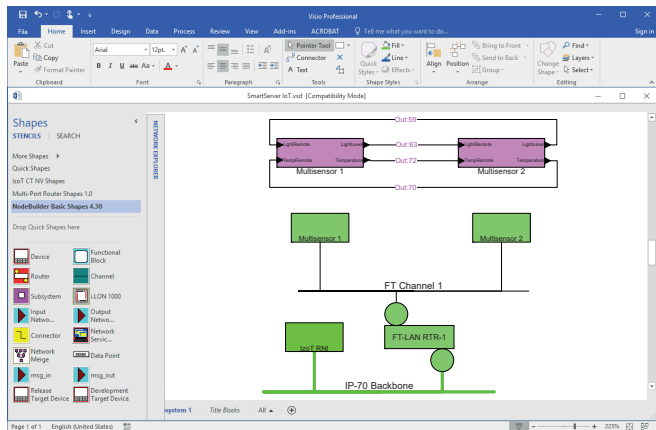 Visio Professional
File Home Insert Design Data Process Review View Add-ins ACROBAT Tell me what you want to do... Sign in
Paste
Cut
Copy
Format Painter
Clipboard
Arial 12pt.
B I U abc Aa A
Font
Paragraph
Pointer Tool
Connector
A Text
Tools
Quick Styles
Fill
Line
Effects
Shape Styles
Align Position
Bring to Front
Send to Back
Group
Arrange
Change Shape
Find
Layers
Select
Editing
SmartServer IoT.vsd [Compatibility Mode]
Shapes
STENCILS | SEARCH
More Shapes
Quick Shapes
IzoT CT NV Shapes
Multi-Port Router Shapes 1.0
NodeBuilder Basic Shapes 4.30
Drop Quick Shapes here
Device
Functional Block
Router
Channel
Subsystem
i.LON 1000
Input Netwo...
Output Netwo...
Connector
Network Servic...
Network Merge
Data Point
msg_in
msg_out
Release Target Device
Development Target Device
NETWORK EXPLORER
Out:59
LightRemote LightLevel
Out:63
LightRemote LightLevel
TempRemote Temperature
Out:72
TempRemote Temperature
Multisensor 1
Multisensor 2
Out:70
Multisensor 1
Multisensor 2
FT Channel 1
FT-LAN RTR-1
IzoT RNI
IP-70 Backbone
system 1 Title Blocks All
Page 1 of 1 English (United States)
225%